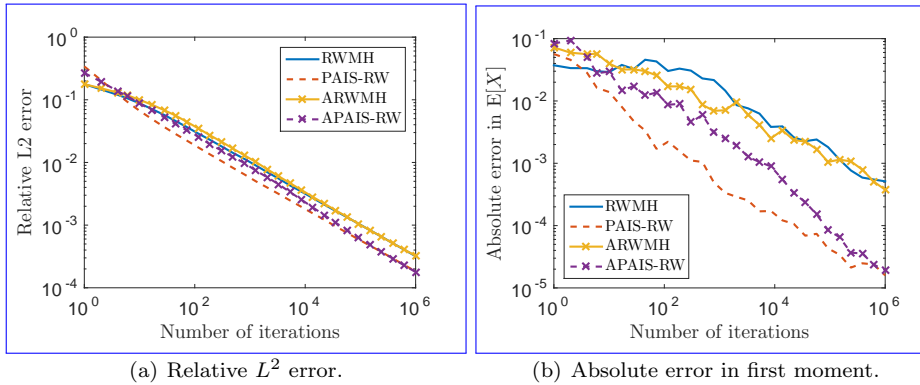 10^0
10^-1
10^-2
10^-3
10^-4
Relative L2 error
RWMH
PAIS-RW
ARWMH
APAIS-RW
10^0 10^2 10^4 10^6
Number of iterations
(a) Relative L^2 error.
10^-1
10^-2
10^-3
10^-4
10^-5
Absolute error in E[X]
RWMH
PAIS-RW
ARWMH
APAIS-RW
10^0 10^2 10^4 10^6
Number of iterations
(b) Absolute error in first moment.